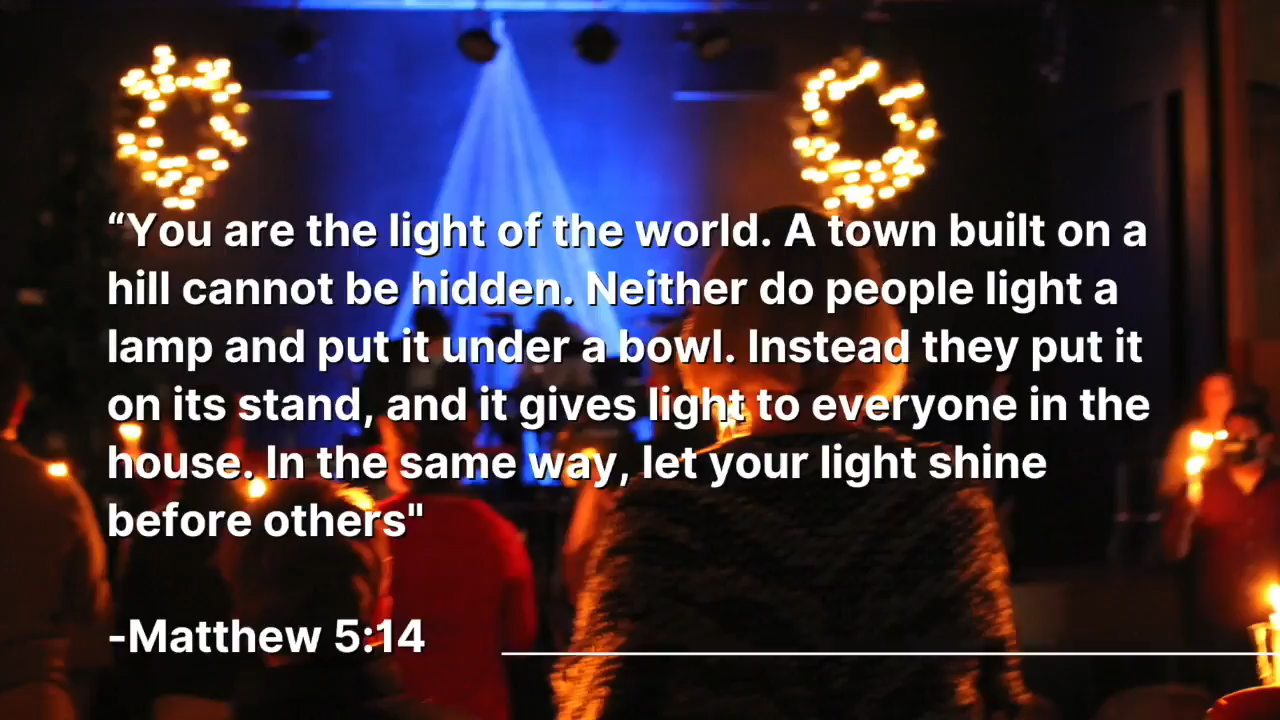 “You are the light of the world. A town built on a
hill cannot be hidden. Neither do people light a
lamp and put it under a bowl. Instead they put it
on its stand, and it gives light to everyone in the
house. In the same way, let your light shine
before others"
-Matthew 5:14